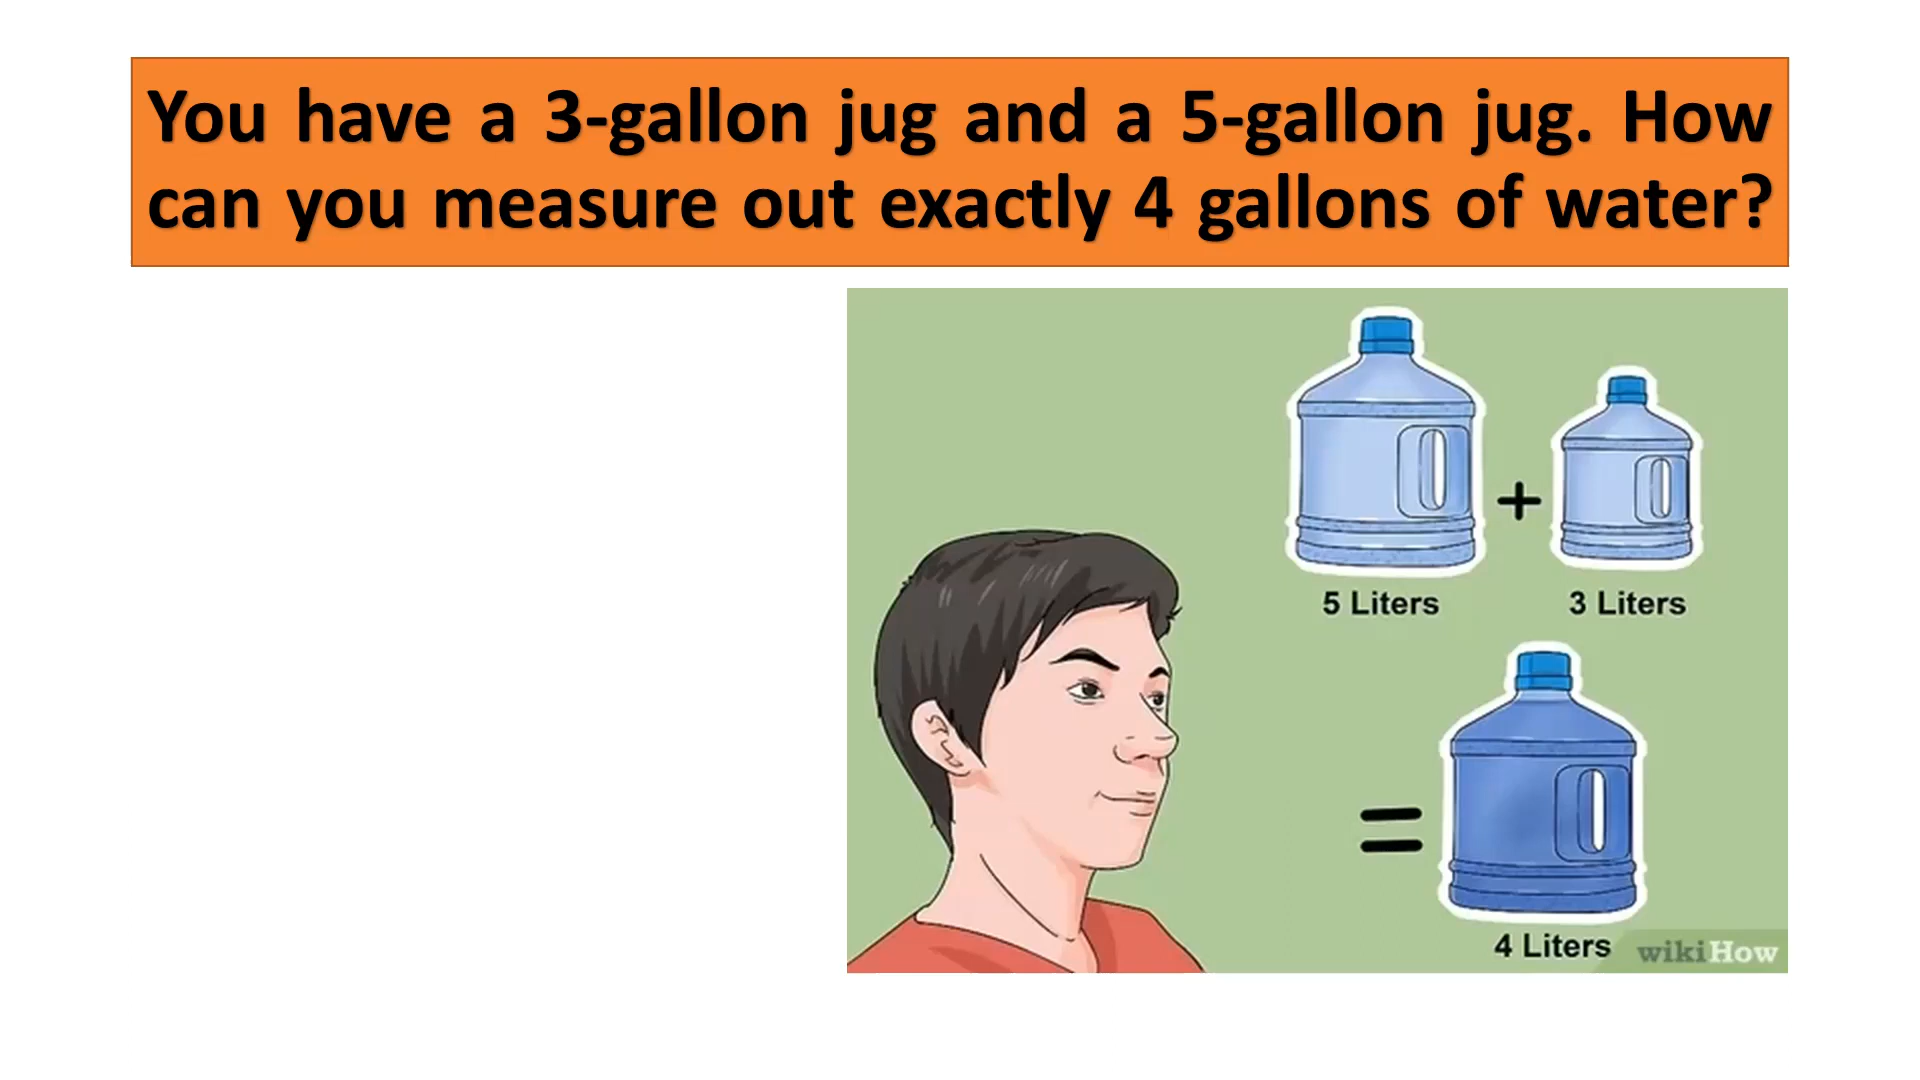 You have a 3-gallon jug and a 5-gallon jug. How
can you measure out exactly 4 gallons of water?
+
5 Liters
3 Liters
=
4 Liters
wikiHow